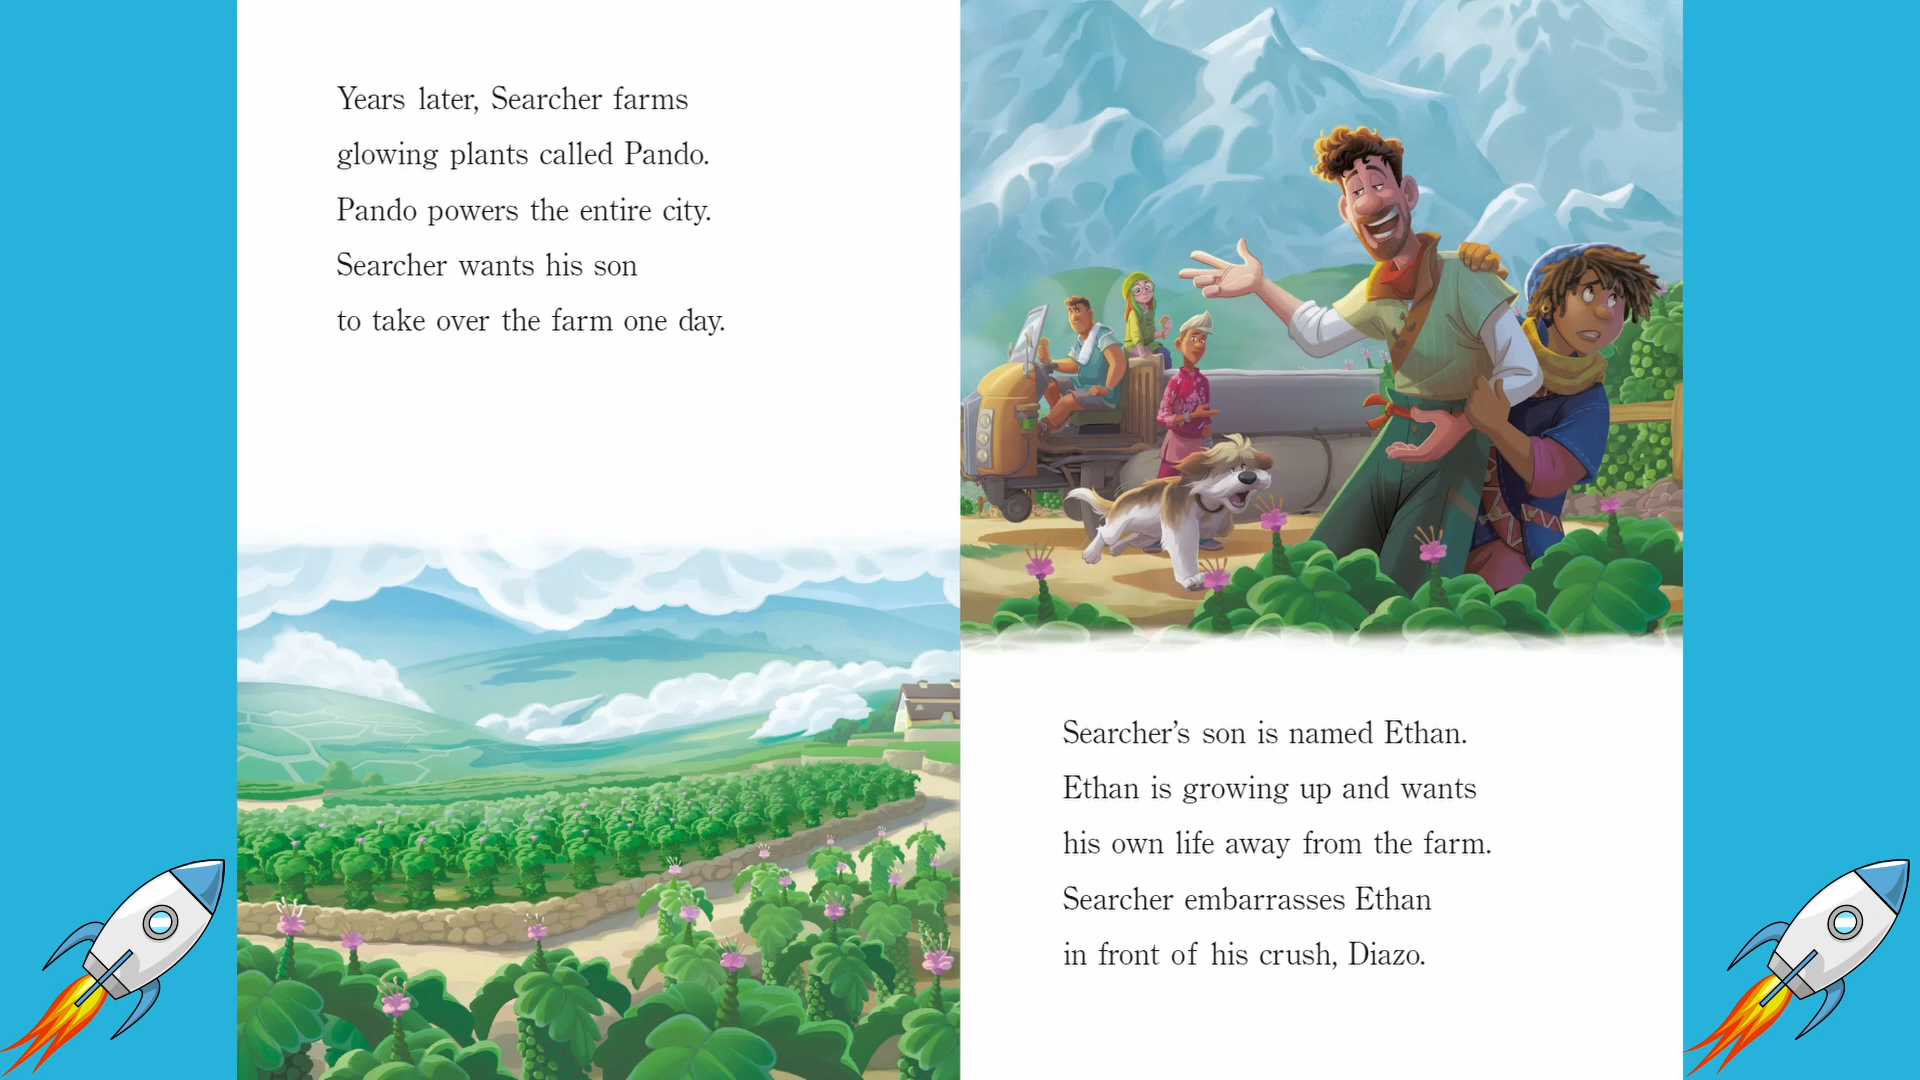 Years later, Searcher farms
glowing plants called Pando.
Pando powers the entire city.
Searcher wants his son
to take over the farm one day.
Searcher’s son is named Ethan.
Ethan is growing up and wants
his own life away from the farm.
Searcher embarrasses Ethan
in front of his crush, Diazo.